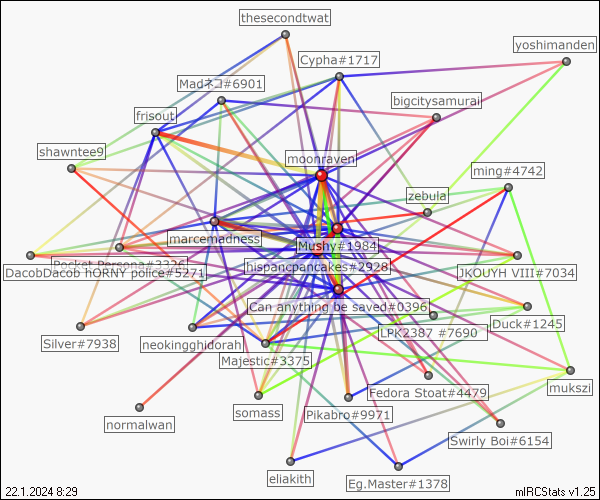 thesecondtwat
yoshimanden
Cypha#1717
Madネコ#6901
bigcitysamurai
frisout
shawntee9
moonraven
ming#4742
zebula
marcemadness
Mushy#1984
Pocket Persona#3326
hispancpancakes#2928
DacobDacob hORNY police#5271
JKOUYH VIII#7034
Can anything be saved#0396
LPK2387 #7690
Duck#1245
Silver#7938
neokingghidorah
Majestic#3375
mukszi
Fedora Stoat#4479
somass
Pikabro#9971
normalwan
Swirly Boi#6154
eliakith
Eg.Master#1378
22.1.2024 8:29
mIRCStats v1.25